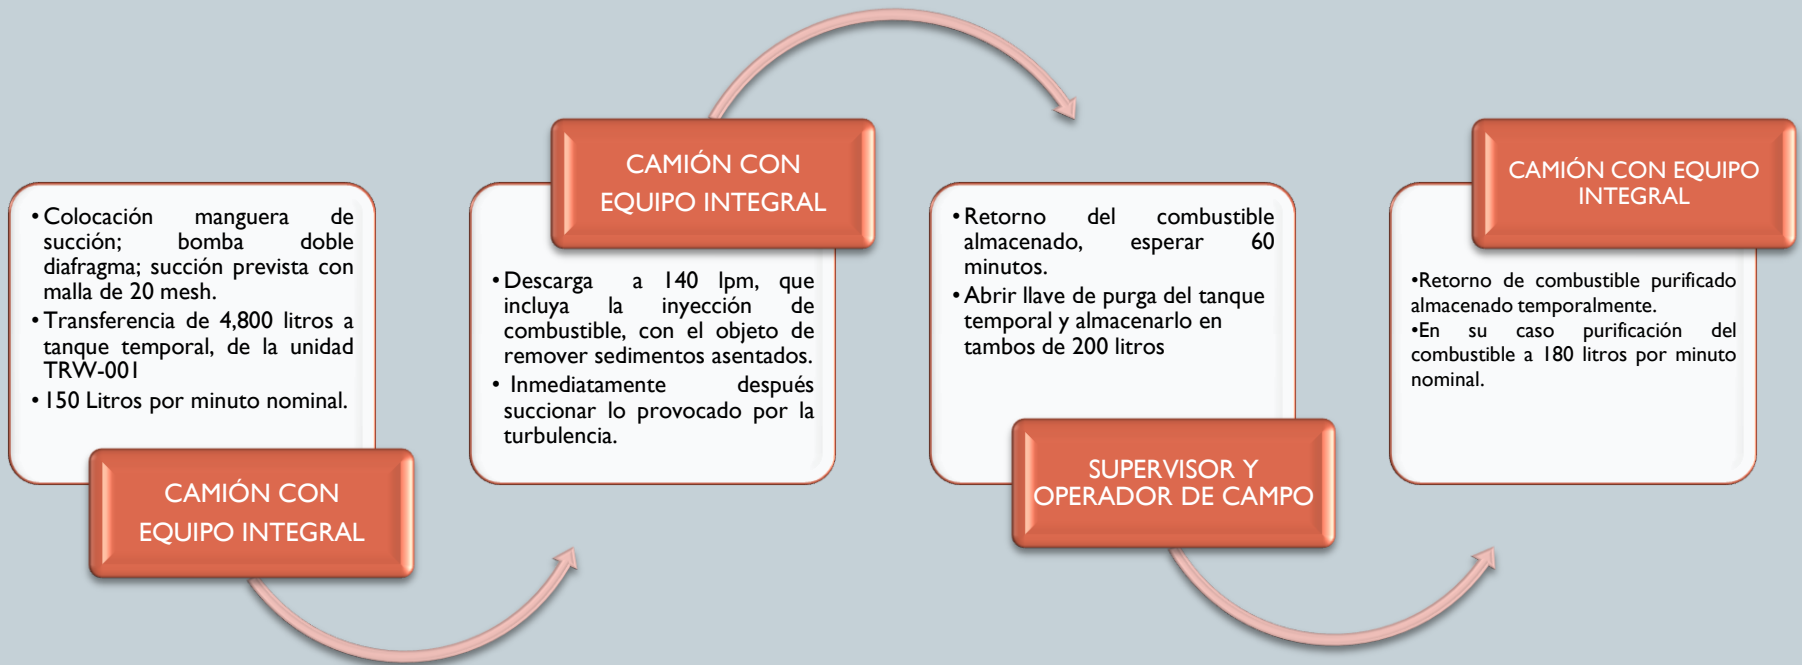 • Colocación manguera de
succión; bomba doble
diafragma; succión prevista con
malla de 20 mesh.
• Transferencia de 4,800 litros a
tanque temporal, de la unidad
TRW-001
• 150 Litros por minuto nominal.
CAMIÓN CON
EQUIPO INTEGRAL
CAMIÓN CON
EQUIPO INTEGRAL
• Descarga a 140 lpm, que
incluya la inyección de
combustible, con el objeto de
remover sedimentos asentados.
• Inmediatamente después
succionar lo provocado por la
turbulencia.
• Retorno del combustible
almacenado, esperar 60
minutos.
• Abrir llave de purga del tanque
temporal y almacenarlo en
tambos de 200 litros
SUPERVISOR Y
OPERADOR DE CAMPO
CAMIÓN CON EQUIPO
INTEGRAL
•Retorno de combustible purificado
almacenado temporalmente.
•En su caso purificación del
combustible a 180 litros por minuto
nominal.